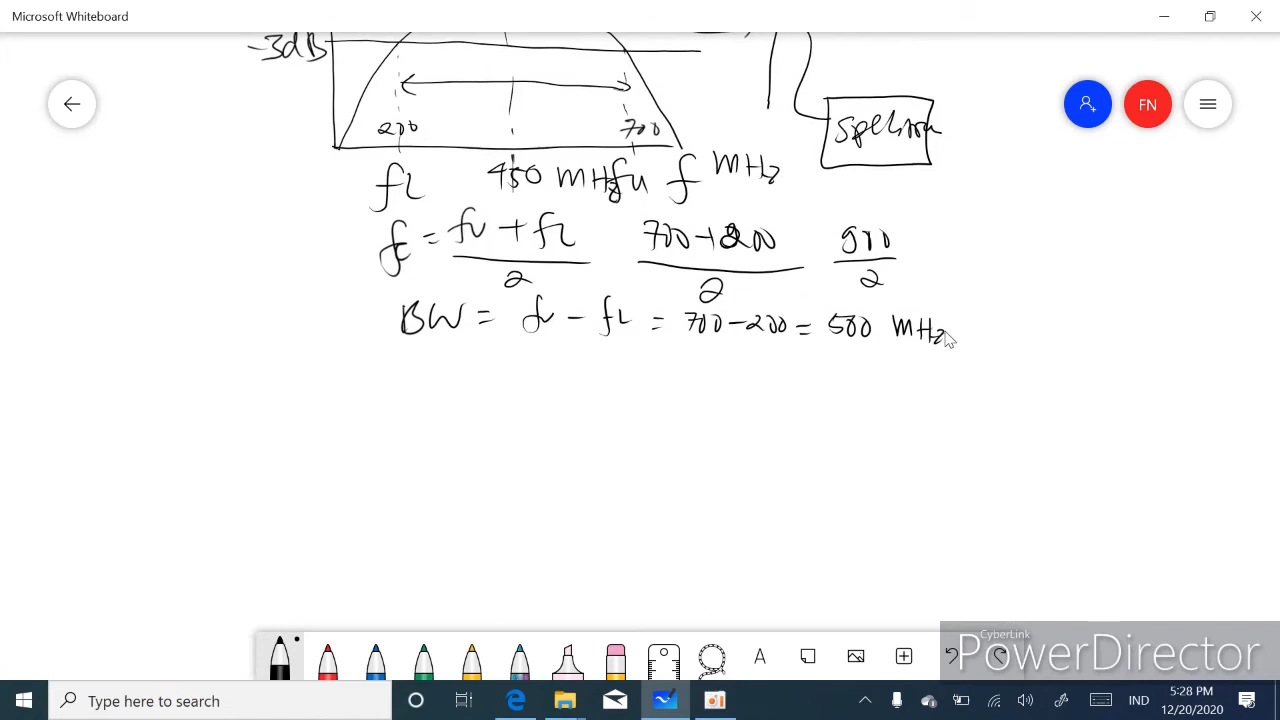 Microsoft Whiteboard
-3dB
200
700
fL
450 MHz
fu
f MHz
FN
fc = fu + fL / 2
700 + 200 / 2
900 / 2
BW = fu - fL = 700 - 200 = 500 MHz
A
CyberLink
PowerDirector
Type here to search
IND
5:28 PM
12/20/2020